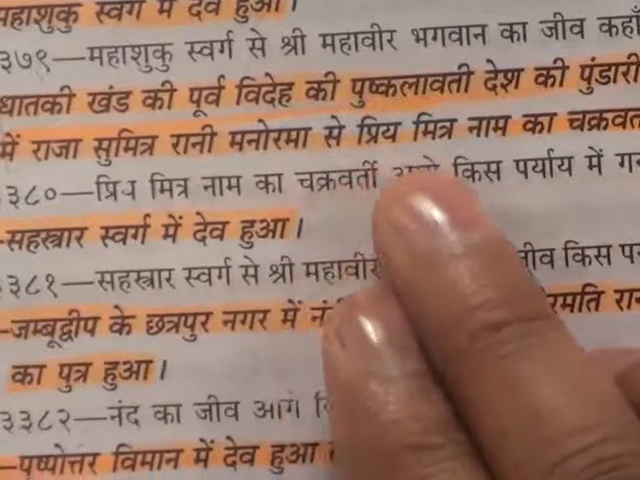 महाशुक्र स्वर्ग में देव हुआ।
३७९—महाशुक्र स्वर्ग से श्री महावीर भगवान का जीव कहाँ
धातकी खंड की पूर्व विदेह की पुष्कलावती देश की पुंडारी
में राजा सुमित्र रानी मनोरमा से प्रिय मित्र नाम का चक्रवत
३८०—प्रिय मित्र नाम का चक्रवर्ती किस पर्याय में ग
-सहस्त्रार स्वर्ग में देव हुआ।
३८१—सहस्त्रार स्वर्ग से श्री महावीर जीव किस प
-जम्बूद्वीप के छत्रपुर नगर में नं रमति रा
का पुत्र हुआ।
३३८२—नंद का जीव आगे
-पुष्पोत्तर विमान में देव हुआ